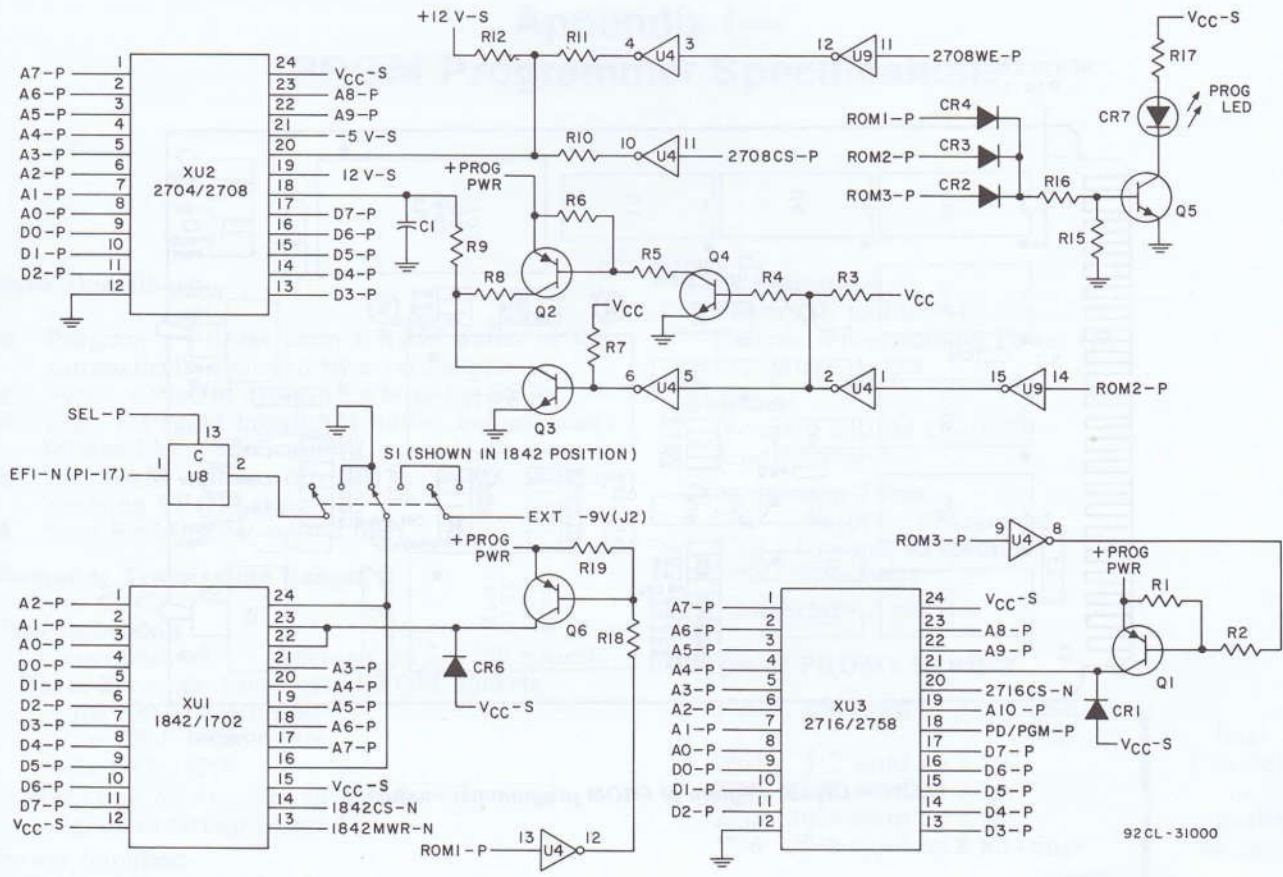 +12 V-S
R12
R11
4
U4
3
12
U9
11
2708WE-P
VCC-S
R17
CR7
PROG
LED
XU2
2704/2708
A7-P 1
A6-P 2
A5-P 3
A4-P 4
A3-P 5
A2-P 6
A1-P 7
A0-P 8
D0-P 9
D1-P 10
D2-P 11
12
24 VCC-S
23 A8-P
22 A9-P
21 -5 V-S
20
19 12 V-S
18
17 D7-P
16 D6-P
15 D5-P
14 D4-P
13 D3-P
R10
10
U4
11
2708CS-P
ROM1-P
CR4
ROM2-P
CR3
ROM3-P
CR2
R16
R15
Q5
+PROG
PWR
R6
C1
R9
R8
Q2
R5
Q4
R4
R3
VCC
VCC
R7
Q3
6
U4
5
2
U4
1
15
U9
14
ROM2-P
SEL-P
13
C
U8
1
2
EF1-N(P1-17)
S1 (SHOWN IN 1842 POSITION)
EXT -9V(J2)
+PROG
PWR
R19
Q6
R18
CR6
VCC-S
XU1
1842/1702
A2-P 1
A1-P 2
A0-P 3
D0-P 4
D1-P 5
D2-P 6
D3-P 7
D4-P 8
D5-P 9
D6-P 10
D7-P 11
VCC-S 12
24
23
22
21 A3-P
20 A4-P
19 A5-P
18 A6-P
17 A7-P
16
15 VCC-S
14 1842CS-N
13 1842MWR-N
ROM1-P
13
U4
12
ROM3-P
9
U4
8
+PROG
PWR
R1
R2
Q1
CR1
VCC-S
XU3
2716/2758
A7-P 1
A6-P 2
A5-P 3
A4-P 4
A3-P 5
A2-P 6
A1-P 7
A0-P 8
D0-P 9
D1-P 10
D2-P 11
12
24 VCC-S
23 A8-P
22 A9-P
21
20 2716CS-N
19 A10-P
18 PD/PGM-P
17 D7-P
16 D6-P
15 D5-P
14 D4-P
13 D3-P
92CL-31000